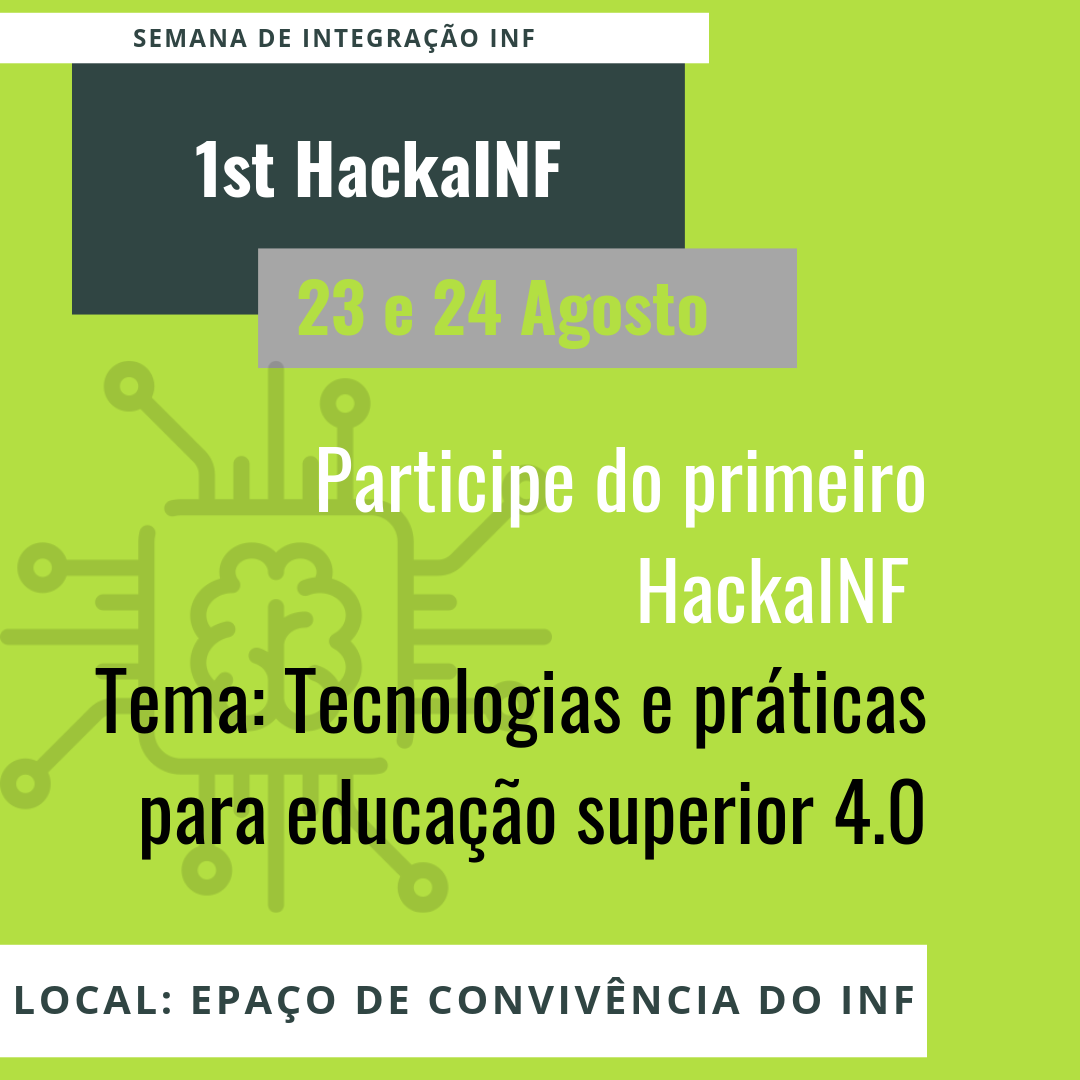 SEMANA DE INTEGRAÇÃO INF
1st HackaINF
23 e 24 Agosto
Participe do primeiro
HackaINF
Tema: Tecnologias e práticas
para educação superior 4.0
LOCAL: EPAÇO DE CONVIVÊNCIA DO INF